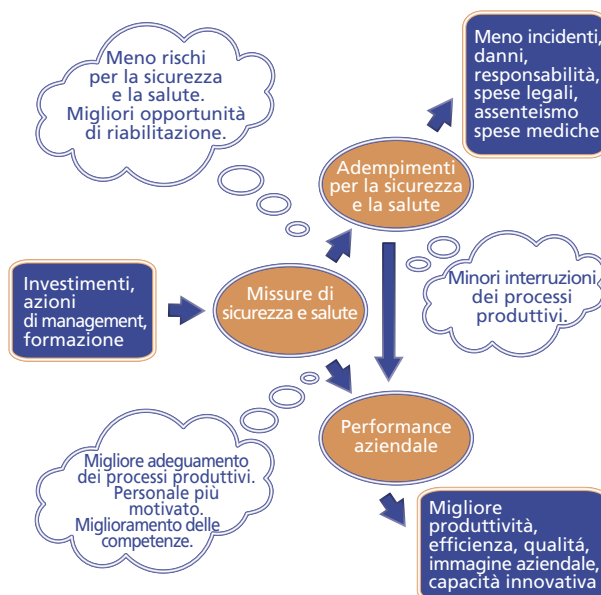 Meno rischi
per la sicurezza
e la salute.
Migliori opportunità
di riabilitazione.
Meno incidenti,
danni,
responsabilità,
spese legali,
assenteismo
spese mediche
Adempimenti
per la sicurezza
e la salute
Investimenti,
azioni
di management,
formazione
Missure di
sicurezza e salute
Minori interruzioni
dei processi
produttivi.
Migliore adeguamento
dei processi produttivi.
Personale più
motivato.
Miglioramento delle
competenze.
Performance
aziendale
Migliore
produttività,
efficienza, qualitá,
immagine aziendale,
capacità innovativa